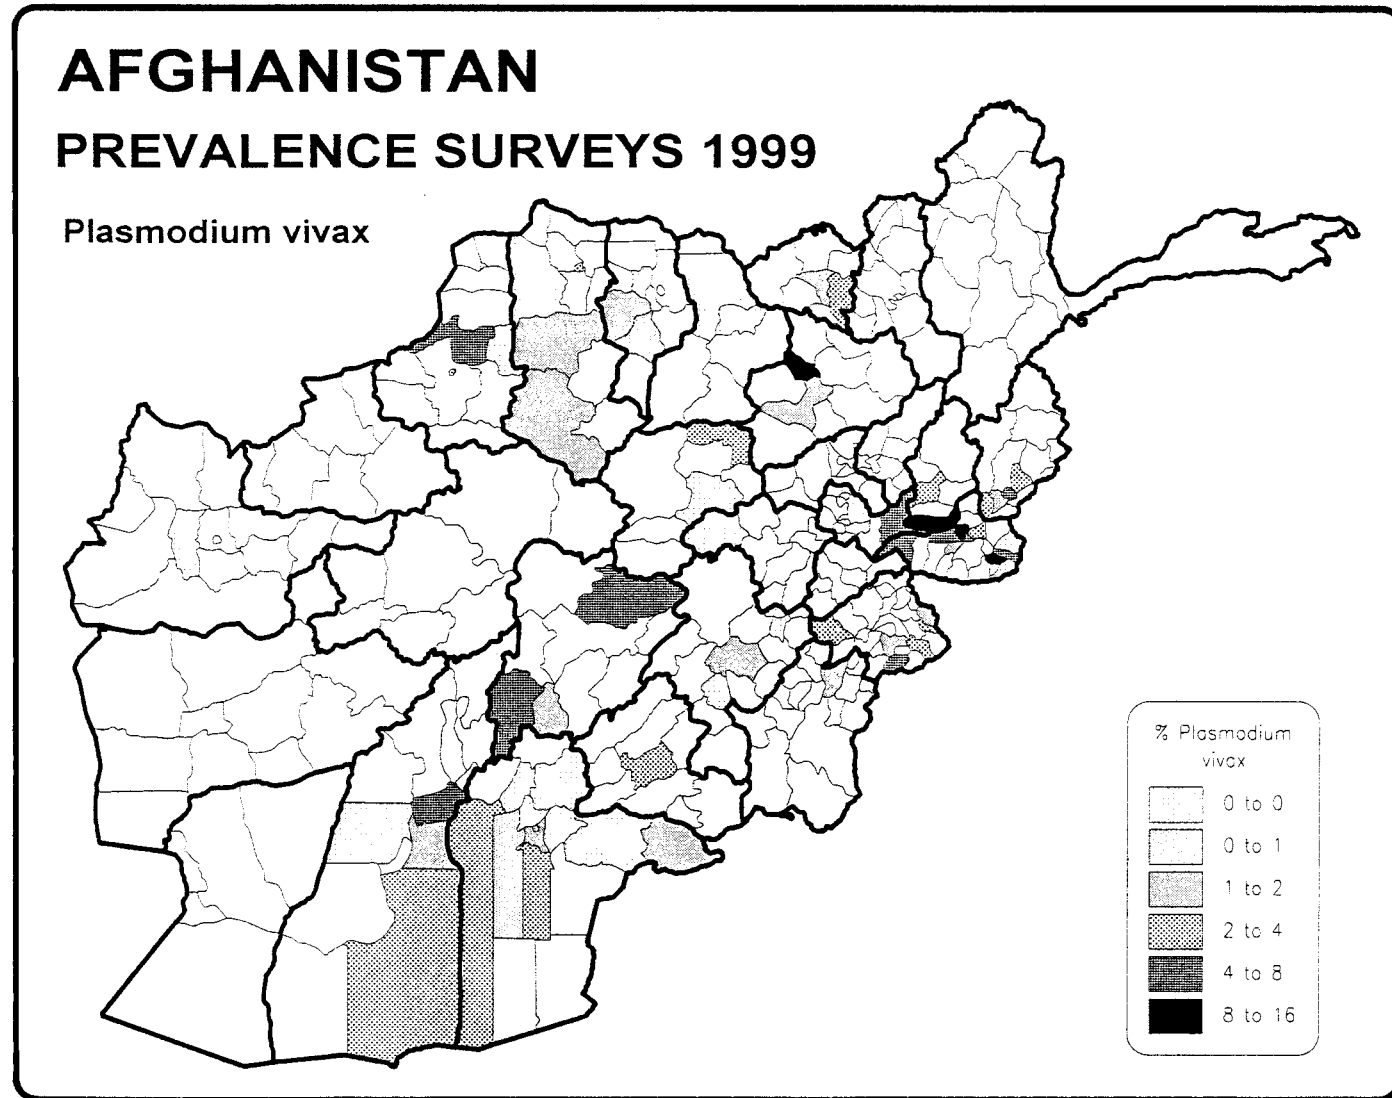 AFGHANISTAN
PREVALENCE SURVEYS 1999
Plasmodium vivax
% Plasmodium
vivax
0 to 0
0 to 1
1 to 2
2 to 4
4 to 8
8 to 16